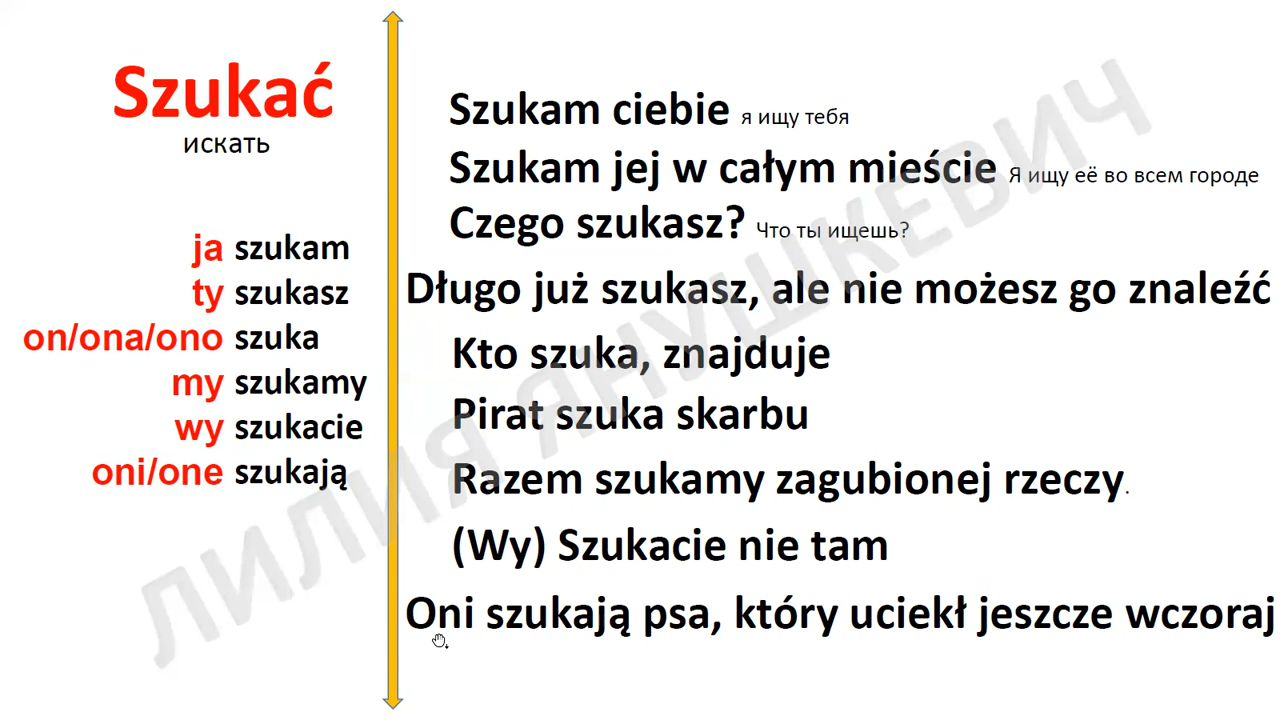 Szukać
искать
ja szukam
ty szukasz
on/ona/ono szuka
my szukamy
wy szukacie
oni/one szukają
Szukam ciebie я ищу тебя
Szukam jej w całym mieście Я ищу её во всем городе
Czego szukasz? Что ты ищешь?
Długo już szukasz, ale nie możesz go znaleźć
Kto szuka, znajduje
Pirat szuka skarbu
Razem szukamy zagubionej rzeczy.
(Wy) Szukacie nie tam
Oni szukają psa, który uciekł jeszcze wczoraj
ЛИЛИЯ ЯНУШКЕВИЧ